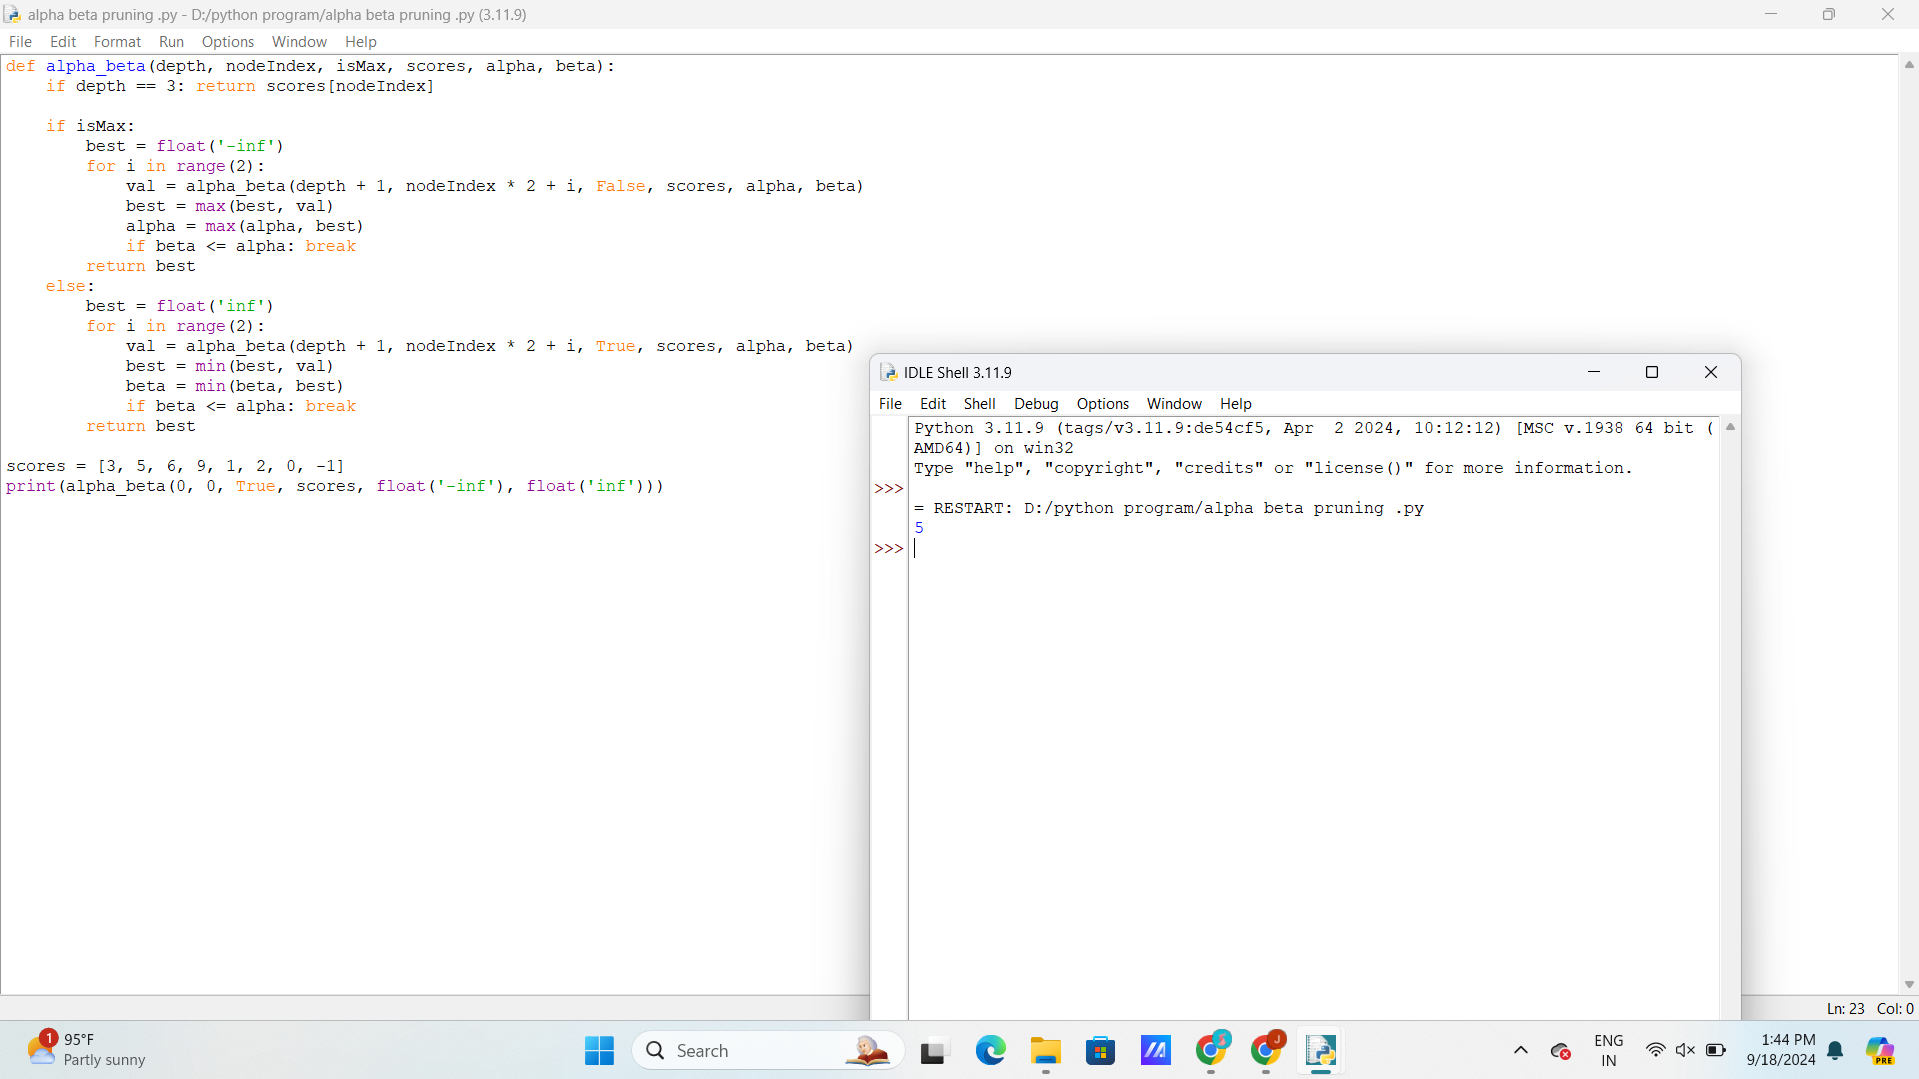 alpha beta pruning .py - D:/python program/alpha beta pruning .py (3.11.9)
File Edit Format Run Options Window Help
def alpha_beta(depth, nodeIndex, isMax, scores, alpha, beta):
    if depth == 3: return scores[nodeIndex]
    if isMax:
        best = float('-inf')
        for i in range(2):
            val = alpha_beta(depth + 1, nodeIndex * 2 + i, False, scores, alpha, beta)
            best = max(best, val)
            alpha = max(alpha, best)
            if beta <= alpha: break
        return best
    else:
        best = float('inf')
        for i in range(2):
            val = alpha_beta(depth + 1, nodeIndex * 2 + i, True, scores, alpha, beta)
            best = min(best, val)
            beta = min(beta, best)
            if beta <= alpha: break
        return best
scores = [3, 5, 6, 9, 1, 2, 0, -1]
print(alpha_beta(0, 0, True, scores, float('-inf'), float('inf')))
IDLE Shell 3.11.9
File Edit Shell Debug Options Window Help
Python 3.11.9 (tags/v3.11.9:de54cf5, Apr  2 2024, 10:12:12) [MSC v.1938 64 bit (
AMD64)] on win32
Type "help", "copyright", "credits" or "license()" for more information.
>>>
= RESTART: D:/python program/alpha beta pruning .py
5
>>>
Ln: 23 Col: 0
1
95°F
Partly sunny
Search
S
J
ENG
IN
1:44 PM
9/18/2024
PRE